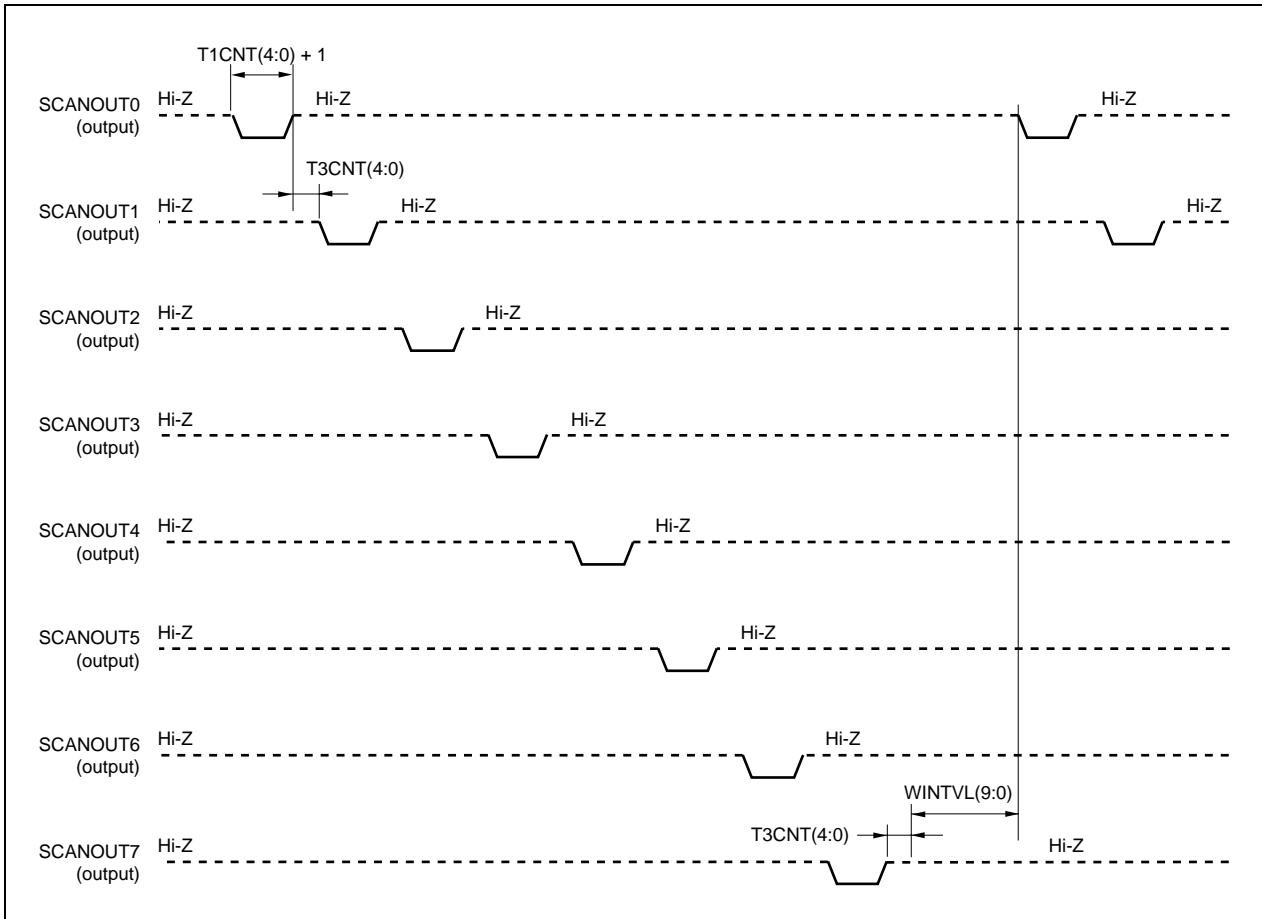 T1CNT(4:0) + 1
SCANOUT0 Hi-Z Hi-Z Hi-Z
(output)
T3CNT(4:0)
SCANOUT1 Hi-Z Hi-Z Hi-Z
(output)
SCANOUT2 Hi-Z Hi-Z
(output)
SCANOUT3 Hi-Z Hi-Z
(output)
SCANOUT4 Hi-Z Hi-Z
(output)
SCANOUT5 Hi-Z Hi-Z
(output)
SCANOUT6 Hi-Z Hi-Z
(output)
WINTVL(9:0)
T3CNT(4:0)
SCANOUT7 Hi-Z Hi-Z
(output)